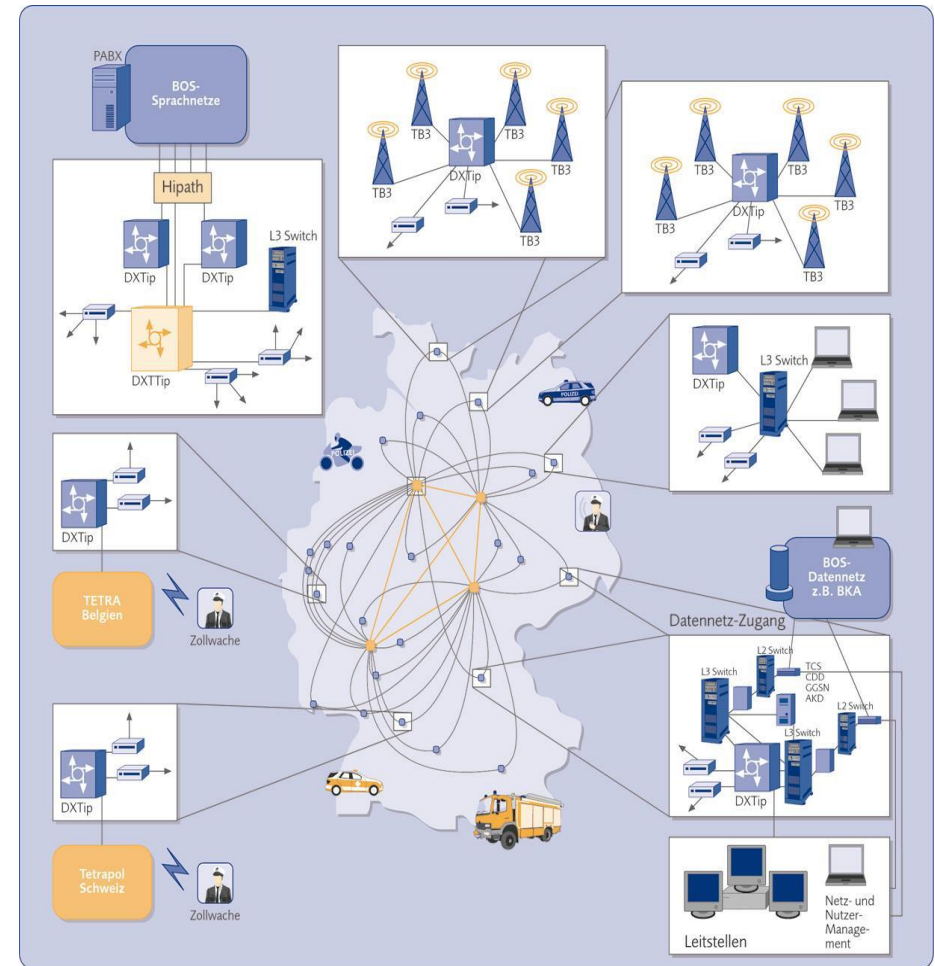 PABX
BOS-
Sprachnetze
Hipath
DXTip
DXTip
L3 Switch
DXTTip
TB3
TB3
TB3
TB3
DXTip
TB3
TB3
TB3
TB3
TB3
DXTip
TB3
DXTip
L3 Switch
POLIZEI
POLIZEI
DXTip
TETRA
Belgien
Zollwache
DXTip
Tetrapol
Schweiz
Zollwache
BOS-
Datennetz
z.B. BKA
Datennetz-Zugang
L3 Switch
L2 Switch
TCS
CDD
GGSN
AKD
L2 Switch
L3 Switch
DXTip
Leitstellen
Netz- und
Nutzer-
Manage-
ment